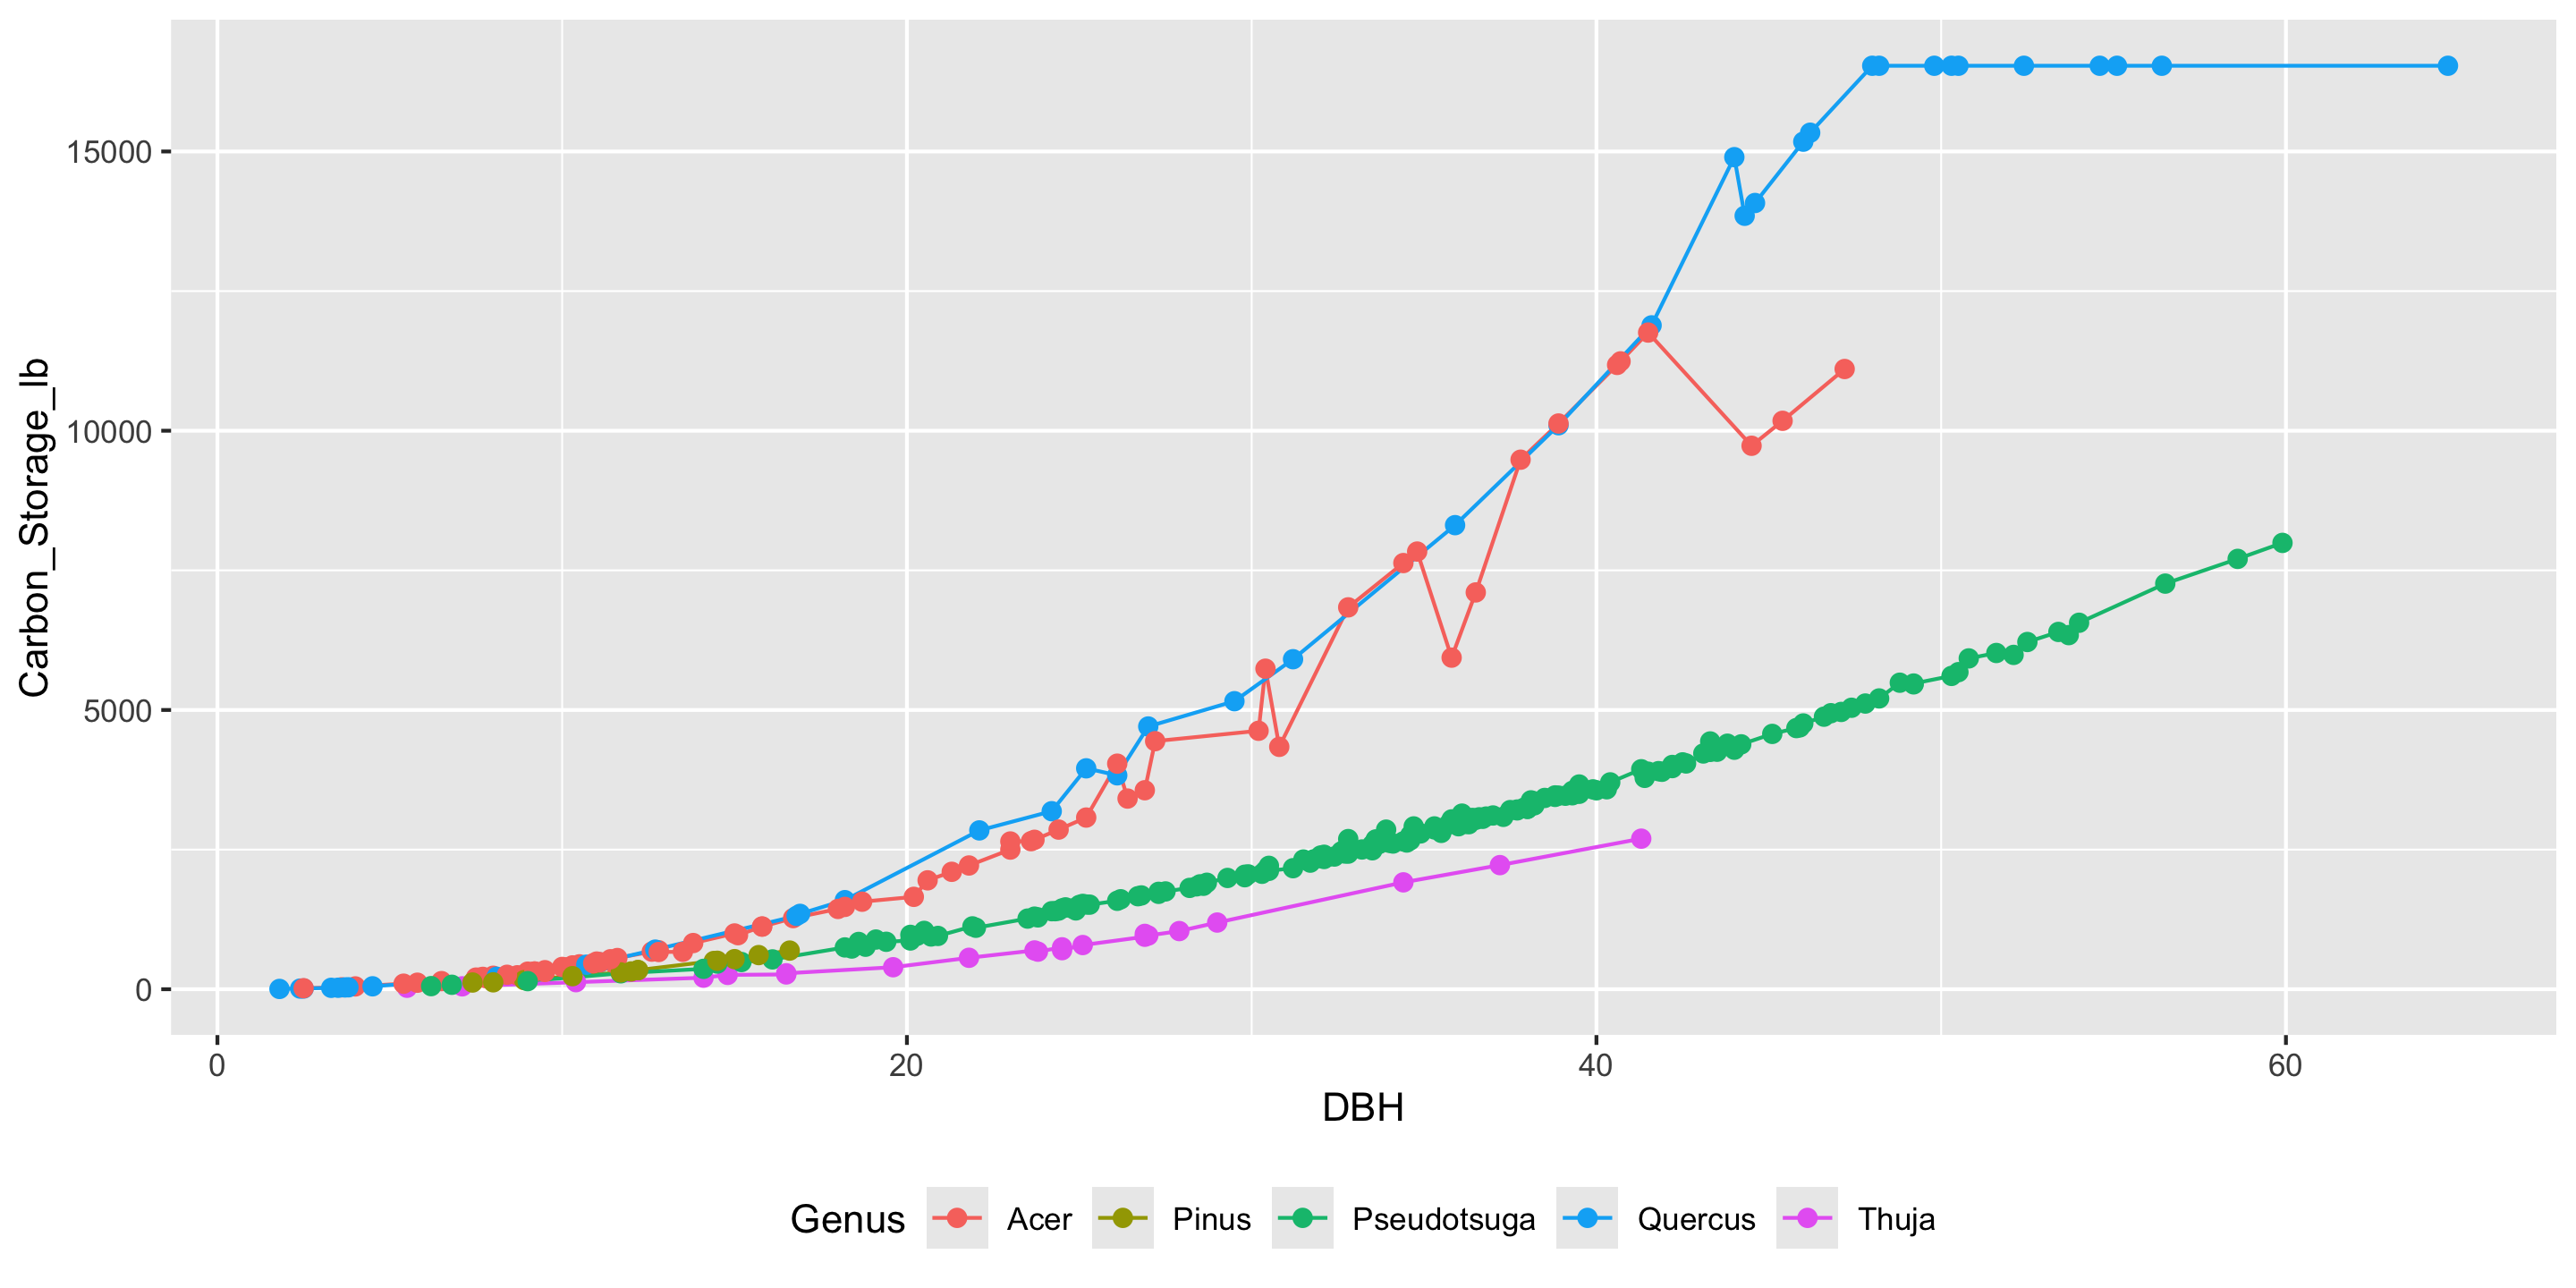 Carbon_Storage_lb
15000
10000
5000
0
0 20 40 60
DBH
Genus Acer Pinus Pseudotsuga Quercus Thuja